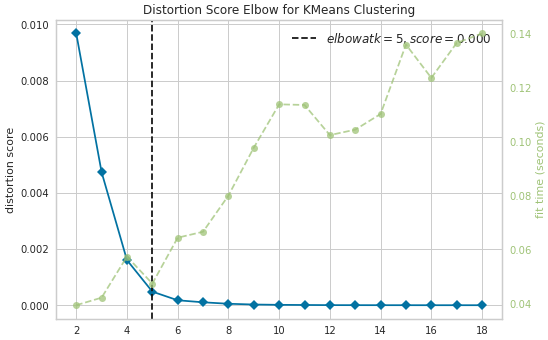 Distortion Score Elbow for KMeans Clustering
elbow at k = 5, score = 0.000
distortion score
fit time (seconds)
0.010
0.008
0.006
0.004
0.002
0.000
0.14
0.12
0.10
0.08
0.06
0.04
2 4 6 8 10 12 14 16 18